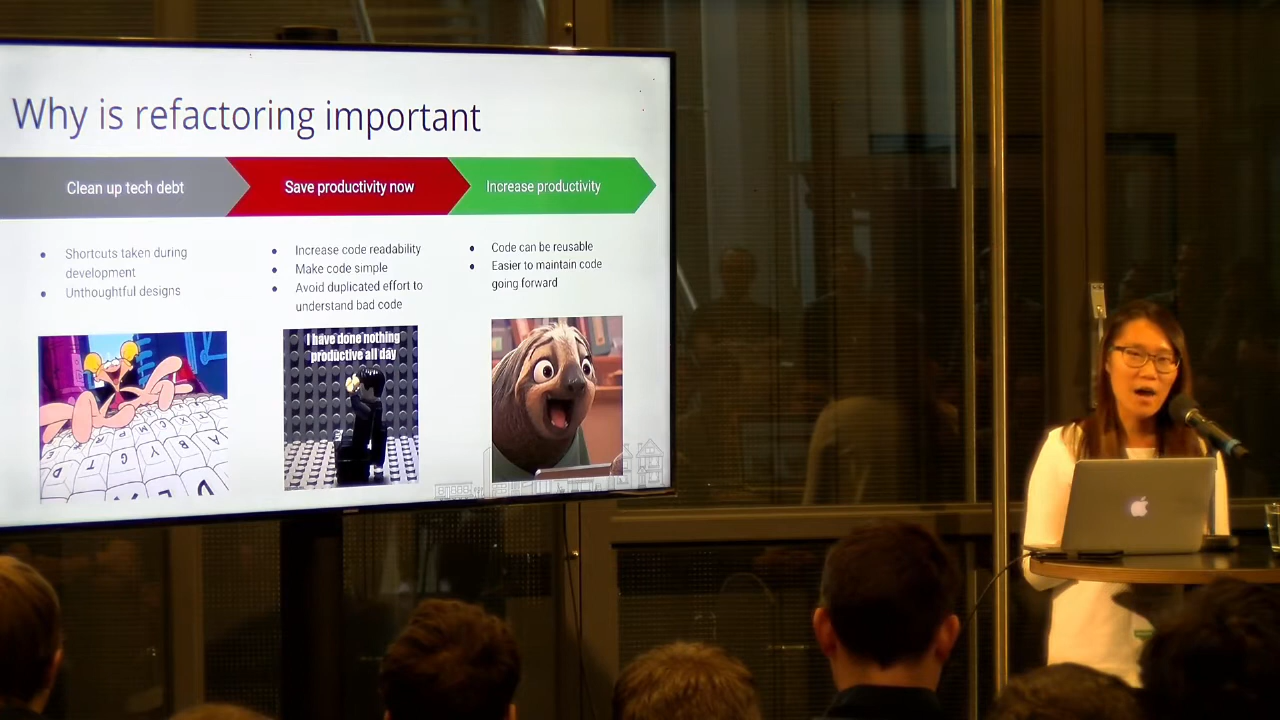 Why is refactoring important
Clean up tech debt
Save productivity now
Increase productivity
• Shortcuts taken during
development
• Unthoughtful designs
• Increase code readability
• Make code simple
• Avoid duplicated effort to
understand bad code
• Code can be reusable
• Easier to maintain code
going forward
I have done nothing
productive all day